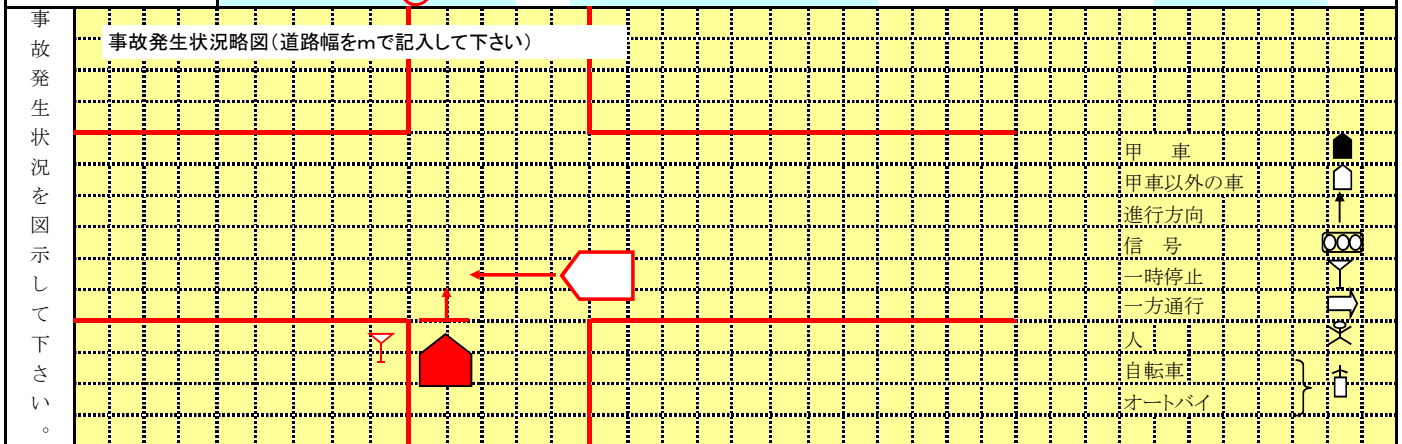 事故発生状況を図示して下さい。
事故発生状況略図(道路幅をmで記入して下さい)
甲 車
甲車以外の車
進行方向
信 号
一時停止
一方通行
人
自転車
オートバイ